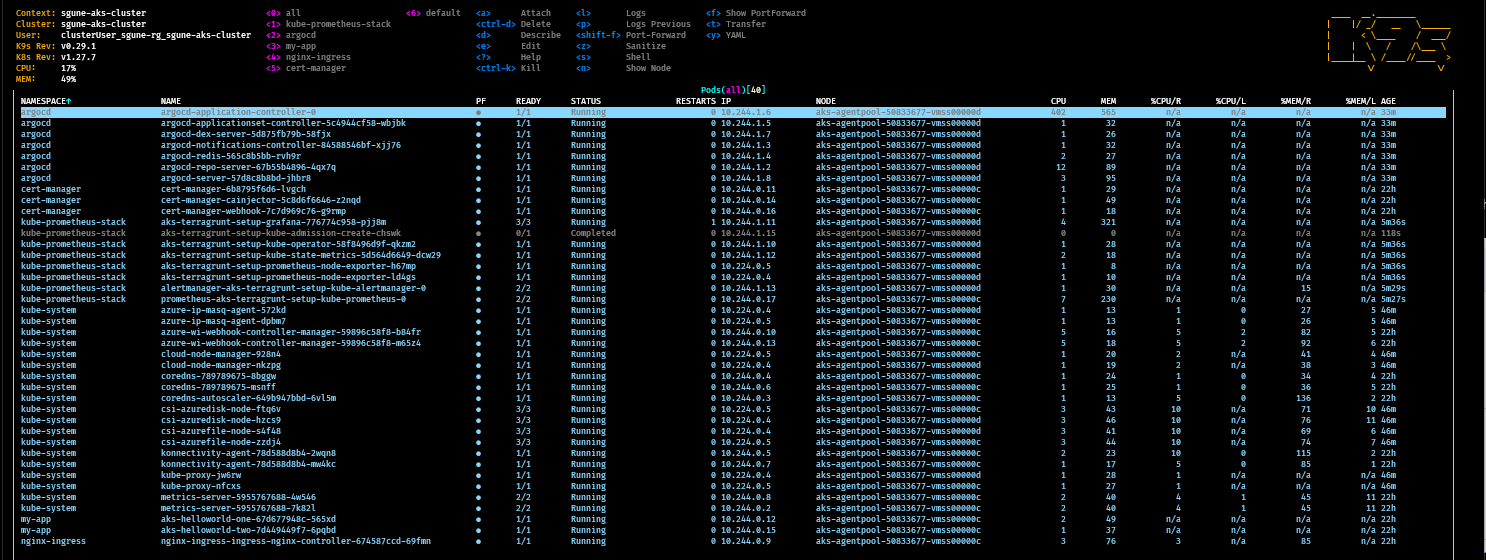 Context: sgune-aks-cluster <0> all <6> default <a> Attach <l> Logs <f> Show PortForward
Cluster: sgune-aks-cluster <1> kube-prometheus-stack <ctrl-d> Delete <p> Logs Previous <t> Transfer
User: clusterUser_sgune-rg_sgune-aks-cluster <2> argocd <d> Describe <shift-f> Port-Forward <y> YAML
K9s Rev: v0.29.1 <3> my-app <e> Edit <z> Sanitize
K8s Rev: v1.27.7 <4> nginx-ingress <?> Help <s> Shell
CPU: 17% <5> cert-manager <ctrl-k> Kill <n> Show Node
MEM: 49%
Pods(all)[40]
NAMESPACE↑ NAME PF READY STATUS RESTARTS IP NODE CPU MEM %CPU/R %CPU/L %MEM/R %MEM/L AGE
argocd argocd-application-controller-0 ● 1/1 Running 0 10.244.1.6 aks-agentpool-50833677-vmss00000d 402 565 n/a n/a n/a n/a 33m
argocd argocd-applicationset-controller-5c4944cf58-wbjbk ● 1/1 Running 0 10.244.1.5 aks-agentpool-50833677-vmss00000d 1 32 n/a n/a n/a n/a 33m
argocd argocd-dex-server-5d875fb79b-58fjx ● 1/1 Running 0 10.244.1.7 aks-agentpool-50833677-vmss00000d 1 26 n/a n/a n/a n/a 33m
argocd argocd-notifications-controller-84588546bf-xjj76 ● 1/1 Running 0 10.244.1.3 aks-agentpool-50833677-vmss00000d 1 32 n/a n/a n/a n/a 33m
argocd argocd-redis-565c8b5bb-rvh9r ● 1/1 Running 0 10.244.1.4 aks-agentpool-50833677-vmss00000d 2 27 n/a n/a n/a n/a 33m
argocd argocd-repo-server-67b55b4896-4qx7q ● 1/1 Running 0 10.244.1.2 aks-agentpool-50833677-vmss00000d 12 89 n/a n/a n/a n/a 33m
argocd argocd-server-57d8c8b8bd-jhbr8 ● 1/1 Running 0 10.244.1.8 aks-agentpool-50833677-vmss00000d 3 95 n/a n/a n/a n/a 33m
cert-manager cert-manager-6b8795f6d6-lvgch ● 1/1 Running 0 10.244.0.11 aks-agentpool-50833677-vmss00000c 1 29 n/a n/a n/a n/a 22h
cert-manager cert-manager-cainjector-5c8d6f6646-z2nqd ● 1/1 Running 0 10.244.0.14 aks-agentpool-50833677-vmss00000c 1 49 n/a n/a n/a n/a 22h
cert-manager cert-manager-webhook-7c7d969c76-g9rmp ● 1/1 Running 0 10.244.0.16 aks-agentpool-50833677-vmss00000c 1 18 n/a n/a n/a n/a 22h
kube-prometheus-stack aks-terragrunt-setup-grafana-776774c958-pjj8m ● 3/3 Running 1 10.244.1.11 aks-agentpool-50833677-vmss00000d 4 321 n/a n/a n/a n/a 5m36s
kube-prometheus-stack aks-terragrunt-setup-kube-admission-create-chswk ● 0/1 Completed 0 10.244.1.15 aks-agentpool-50833677-vmss00000d 0 0 n/a n/a n/a n/a 118s
kube-prometheus-stack aks-terragrunt-setup-kube-operator-58f8496d9f-qkzm2 ● 1/1 Running 0 10.244.1.10 aks-agentpool-50833677-vmss00000d 1 28 n/a n/a n/a n/a 5m36s
kube-prometheus-stack aks-terragrunt-setup-kube-state-metrics-5d564d6649-dcw29 ● 1/1 Running 0 10.244.1.12 aks-agentpool-50833677-vmss00000d 2 18 n/a n/a n/a n/a 5m36s
kube-prometheus-stack aks-terragrunt-setup-prometheus-node-exporter-h67mp ● 1/1 Running 0 10.224.0.5 aks-agentpool-50833677-vmss00000c 1 8 n/a n/a n/a n/a 5m36s
kube-prometheus-stack aks-terragrunt-setup-prometheus-node-exporter-ld4gs ● 1/1 Running 0 10.224.0.4 aks-agentpool-50833677-vmss00000d 1 10 n/a n/a n/a n/a 5m36s
kube-prometheus-stack alertmanager-aks-terragrunt-setup-kube-alertmanager-0 ● 2/2 Running 0 10.244.1.13 aks-agentpool-50833677-vmss00000d 1 30 n/a n/a 15 n/a 5m29s
kube-prometheus-stack prometheus-aks-terragrunt-setup-kube-prometheus-0 ● 2/2 Running 0 10.244.0.17 aks-agentpool-50833677-vmss00000c 7 230 n/a n/a n/a n/a 5m27s
kube-system azure-ip-masq-agent-572kd ● 1/1 Running 0 10.224.0.4 aks-agentpool-50833677-vmss00000d 1 13 1 0 27 5 46m
kube-system azure-ip-masq-agent-dpbm7 ● 1/1 Running 0 10.224.0.5 aks-agentpool-50833677-vmss00000c 1 13 1 0 26 5 46m
kube-system azure-wi-webhook-controller-manager-59896c58f8-b84fr ● 1/1 Running 0 10.244.0.10 aks-agentpool-50833677-vmss00000c 5 16 5 2 82 5 22h
kube-system azure-wi-webhook-controller-manager-59896c58f8-m65z4 ● 1/1 Running 0 10.244.0.13 aks-agentpool-50833677-vmss00000c 5 18 5 2 92 6 22h
kube-system cloud-node-manager-928n4 ● 1/1 Running 0 10.224.0.5 aks-agentpool-50833677-vmss00000c 1 20 2 n/a 41 4 46m
kube-system cloud-node-manager-nkzpg ● 1/1 Running 0 10.224.0.4 aks-agentpool-50833677-vmss00000d 1 19 2 n/a 38 3 46m
kube-system coredns-789789675-8bggw ● 1/1 Running 0 10.244.0.4 aks-agentpool-50833677-vmss00000c 1 24 1 0 34 4 22h
kube-system coredns-789789675-msnff ● 1/1 Running 0 10.244.0.6 aks-agentpool-50833677-vmss00000c 1 25 1 0 36 5 22h
kube-system coredns-autoscaler-649b947bbd-6vl5m ● 1/1 Running 0 10.244.0.3 aks-agentpool-50833677-vmss00000c 1 13 5 0 136 2 22h
kube-system csi-azuredisk-node-ftq6v ● 3/3 Running 0 10.224.0.5 aks-agentpool-50833677-vmss00000c 3 43 10 n/a 71 10 46m
kube-system csi-azuredisk-node-hzcs9 ● 3/3 Running 0 10.224.0.4 aks-agentpool-50833677-vmss00000d 3 46 10 n/a 76 11 46m
kube-system csi-azurefile-node-s4f48 ● 3/3 Running 0 10.224.0.4 aks-agentpool-50833677-vmss00000d 3 41 10 n/a 69 6 46m
kube-system csi-azurefile-node-zzdj4 ● 3/3 Running 0 10.224.0.5 aks-agentpool-50833677-vmss00000c 3 44 10 n/a 74 7 46m
kube-system konnectivity-agent-78d588d8b4-2wqn8 ● 1/1 Running 0 10.244.0.5 aks-agentpool-50833677-vmss00000c 2 23 10 0 115 2 22h
kube-system konnectivity-agent-78d588d8b4-mw4kc ● 1/1 Running 0 10.244.0.7 aks-agentpool-50833677-vmss00000c 1 17 5 0 85 1 22h
kube-system kube-proxy-jw6rw ● 1/1 Running 0 10.224.0.4 aks-agentpool-50833677-vmss00000d 1 28 1 n/a n/a n/a 46m
kube-system kube-proxy-nfcxs ● 1/1 Running 0 10.224.0.5 aks-agentpool-50833677-vmss00000c 1 27 1 n/a n/a n/a 46m
kube-system metrics-server-5955767688-4w546 ● 2/2 Running 0 10.244.0.8 aks-agentpool-50833677-vmss00000c 2 40 4 1 45 11 22h
kube-system metrics-server-5955767688-7k82l ● 2/2 Running 0 10.244.0.2 aks-agentpool-50833677-vmss00000c 2 40 4 1 45 11 22h
my-app aks-helloworld-one-67d677948c-565xd ● 1/1 Running 0 10.244.0.12 aks-agentpool-50833677-vmss00000c 2 49 n/a n/a n/a n/a 22h
my-app aks-helloworld-two-7d449449f7-6pqbd ● 1/1 Running 0 10.244.0.15 aks-agentpool-50833677-vmss00000c 1 37 n/a n/a n/a n/a 22h
nginx-ingress nginx-ingress-ingress-nginx-controller-674587ccd-69fmn ● 1/1 Running 0 10.244.0.9 aks-agentpool-50833677-vmss00000c 3 76 3 n/a 85 n/a 22h